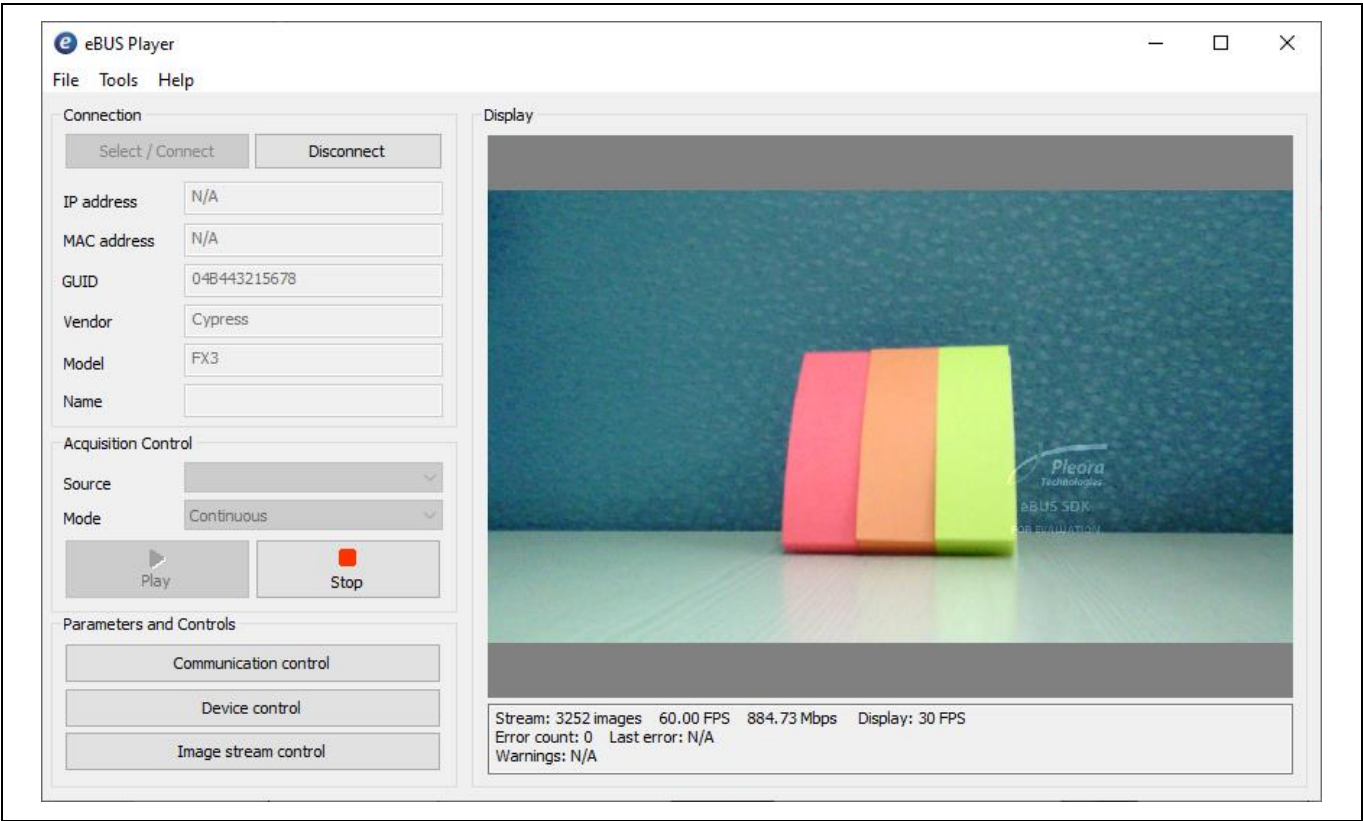 eBUS Player
File Tools Help
Connection
Select / Connect Disconnect
IP address N/A
MAC address N/A
GUID 04B443215678
Vendor Cypress
Model FX3
Name
Acquisition Control
Source
Mode Continuous
Play Stop
Parameters and Controls
Communication control
Device control
Image stream control
Display
Pleora
Technologies
eBUS SDK
FOR EVALUATION
Stream: 3252 images 60.00 FPS 884.73 Mbps Display: 30 FPS
Error count: 0 Last error: N/A
Warnings: N/A